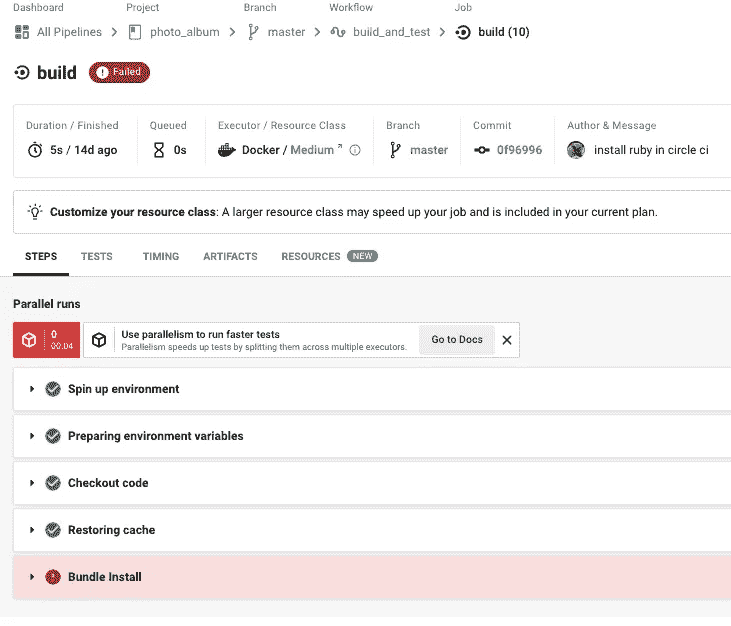 Dashboard Project Branch Workflow Job
All Pipelines photo_album master build_and_test build (10)
build Failed
Duration / Finished Queued Executor / Resource Class Branch Commit Author & Message
5s / 14d ago 0s Docker / Medium master 0f96996 install ruby in circle ci
Customize your resource class: A larger resource class may speed up your job and is included in your current plan.
STEPS TESTS TIMING ARTIFACTS RESOURCES NEW
Parallel runs
0
00:04
Use parallelism to run faster tests
Parallelism speeds up tests by splitting them across multiple executors.
Go to Docs
Spin up environment
Preparing environment variables
Checkout code
Restoring cache
Bundle Install